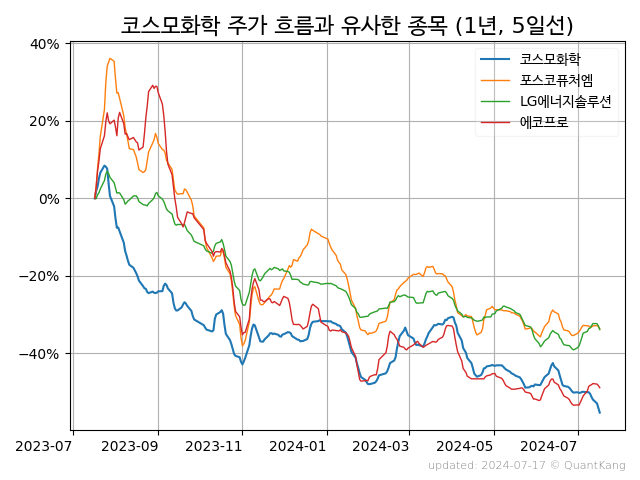 코스모화학 주가 흐름과 유사한 종목 (1년, 5일선)
40%
20%
0%
−20%
−40%
코스모화학
포스코퓨처엠
LG에너지솔루션
에코프로
2023-07 2023-09 2023-11 2024-01 2024-03 2024-05 2024-07
updated: 2024-07-17 © QuantKang